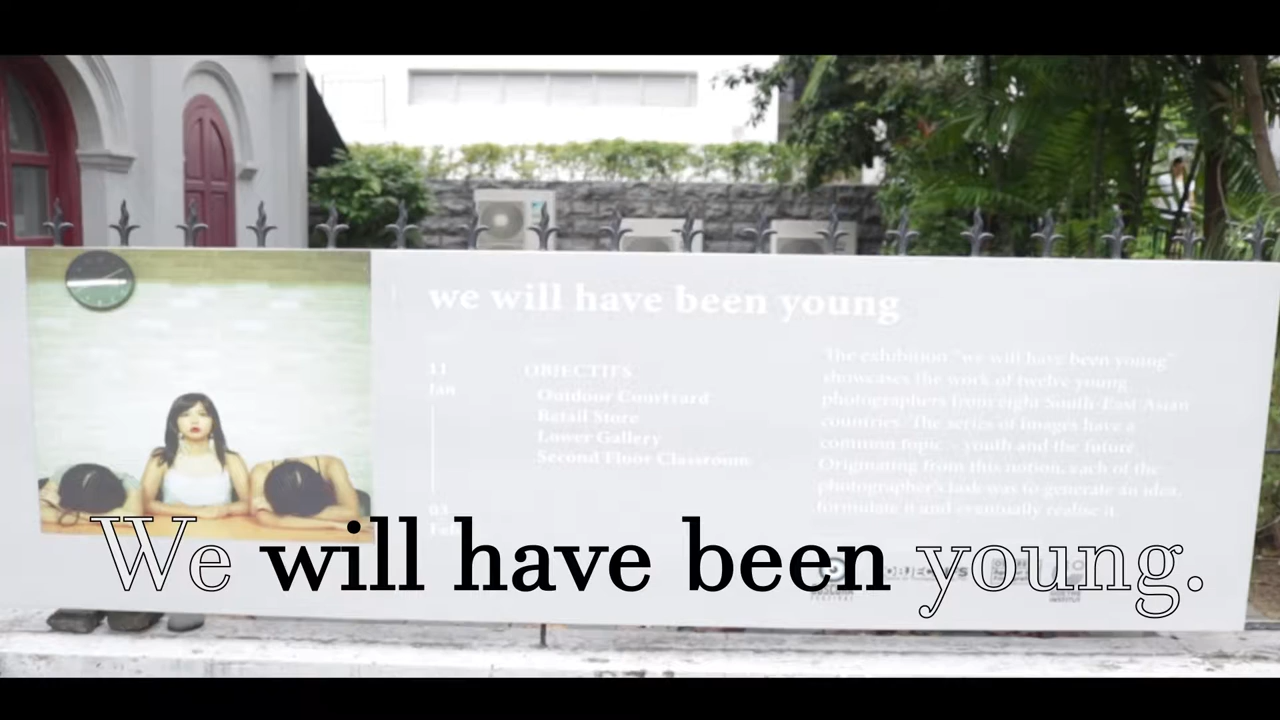 we will have been young
11
Jan
OBJECTIFS
Outdoor Courtyard
Retail Store
Lower Gallery
Second Floor Classroom
03
Feb
The exhibition "we will have been young"
showcases the work of twelve young
photographers from eight South-East Asian
countries. The series of images have a
common topic – youth and the future.
Originating from this notion, each of the
photographer's task was to generate an idea,
formulate it and eventually realise it.
OBJECTIFS
We will have been young.